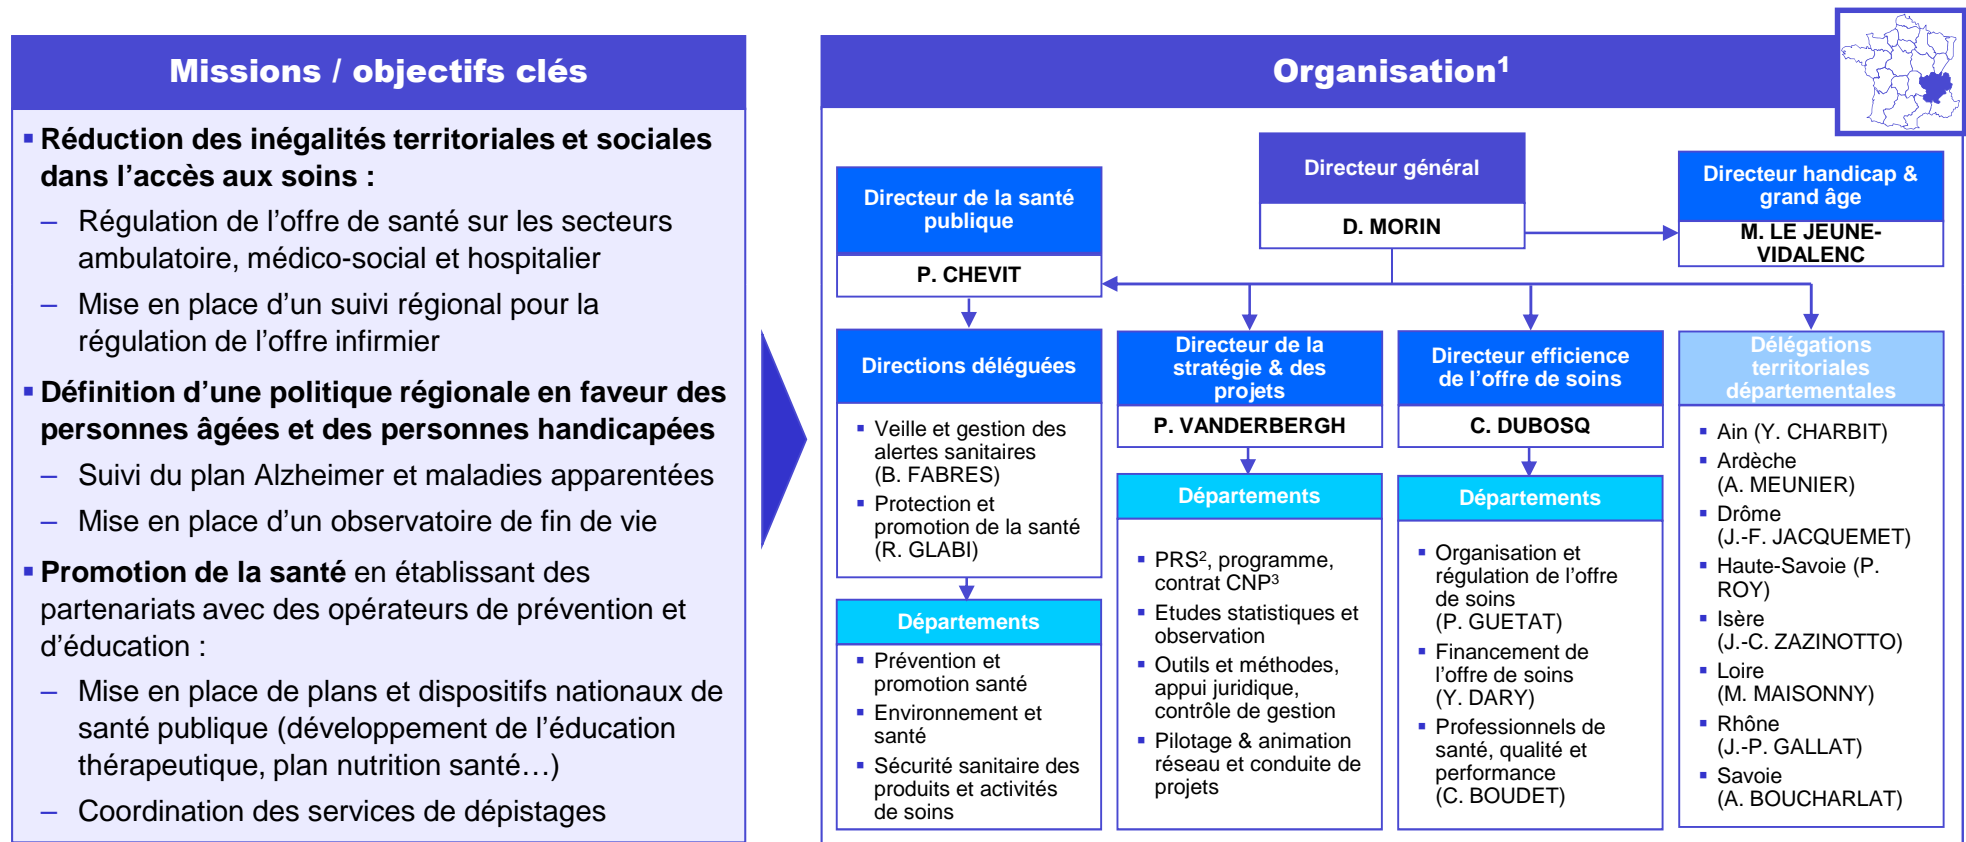 Missions / objectifs clés
▪ Réduction des inégalités territoriales et sociales
dans l’accès aux soins :
– Régulation de l’offre de santé sur les secteurs
ambulatoire, médico-social et hospitalier
– Mise en place d’un suivi régional pour la
régulation de l’offre infirmier
▪ Définition d’une politique régionale en faveur des
personnes âgées et des personnes handicapées
– Suivi du plan Alzheimer et maladies apparentées
– Mise en place d’un observatoire de fin de vie
▪ Promotion de la santé en établissant des
partenariats avec des opérateurs de prévention et
d’éducation :
– Mise en place de plans et dispositifs nationaux de
santé publique (développement de l’éducation
thérapeutique, plan nutrition santé…)
– Coordination des services de dépistages
Organisation¹
Directeur général
D. MORIN
Directeur handicap &
grand âge
M. LE JEUNE-
VIDALENC
Directeur de la santé
publique
P. CHEVIT
Directions déléguées
▪ Veille et gestion des
alertes sanitaires
(B. FABRES)
▪ Protection et
promotion de la santé
(R. GLABI)
Départements
▪ Prévention et
promotion santé
▪ Environnement et
santé
▪ Sécurité sanitaire des
produits et activités
de soins
Directeur de la
stratégie & des
projets
P. VANDERBERGH
Départements
▪ PRS², programme,
contrat CNP³
▪ Etudes statistiques et
observation
▪ Outils et méthodes,
appui juridique,
contrôle de gestion
▪ Pilotage & animation
réseau et conduite de
projets
Directeur efficience
de l’offre de soins
C. DUBOSQ
Départements
▪ Organisation et
régulation de l’offre
de soins
(P. GUETAT)
▪ Financement de
l’offre de soins
(Y. DARY)
▪ Professionnels de
santé, qualité et
performance
(C. BOUDET)
Délégations
territoriales
départementales
▪ Ain (Y. CHARBIT)
▪ Ardèche
(A. MEUNIER)
▪ Drôme
(J.-F. JACQUEMET)
▪ Haute-Savoie (P.
ROY)
▪ Isère
(J.-C. ZAZINOTTO)
▪ Loire
(M. MAISONNY)
▪ Rhône
(J.-P. GALLAT)
▪ Savoie
(A. BOUCHARLAT)